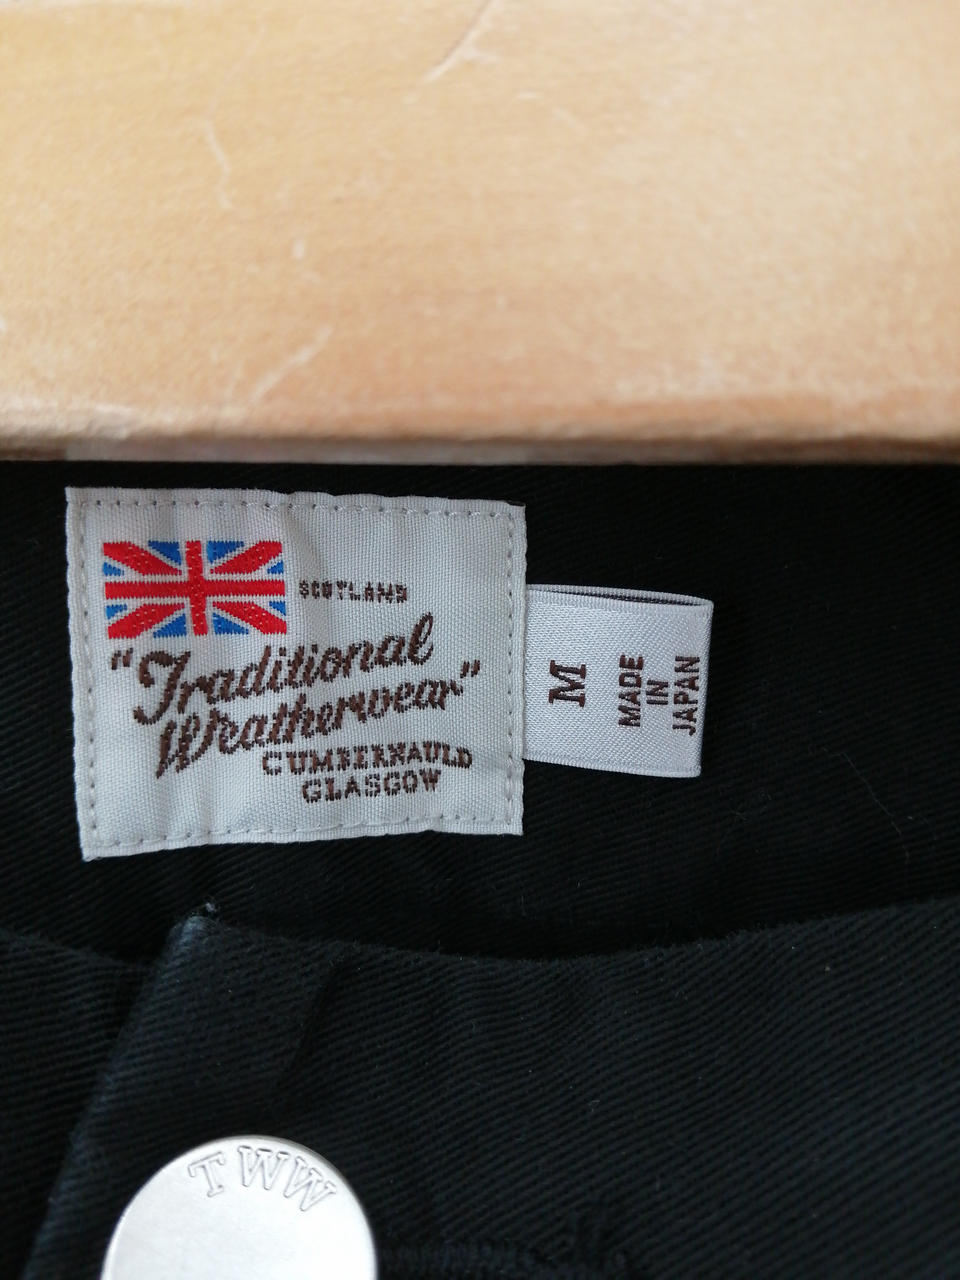 SCOTLAND
"Traditional
Weatherwear"
CUMBERNAULD
GLASGOW
M
MADE
IN
JAPAN
TWW